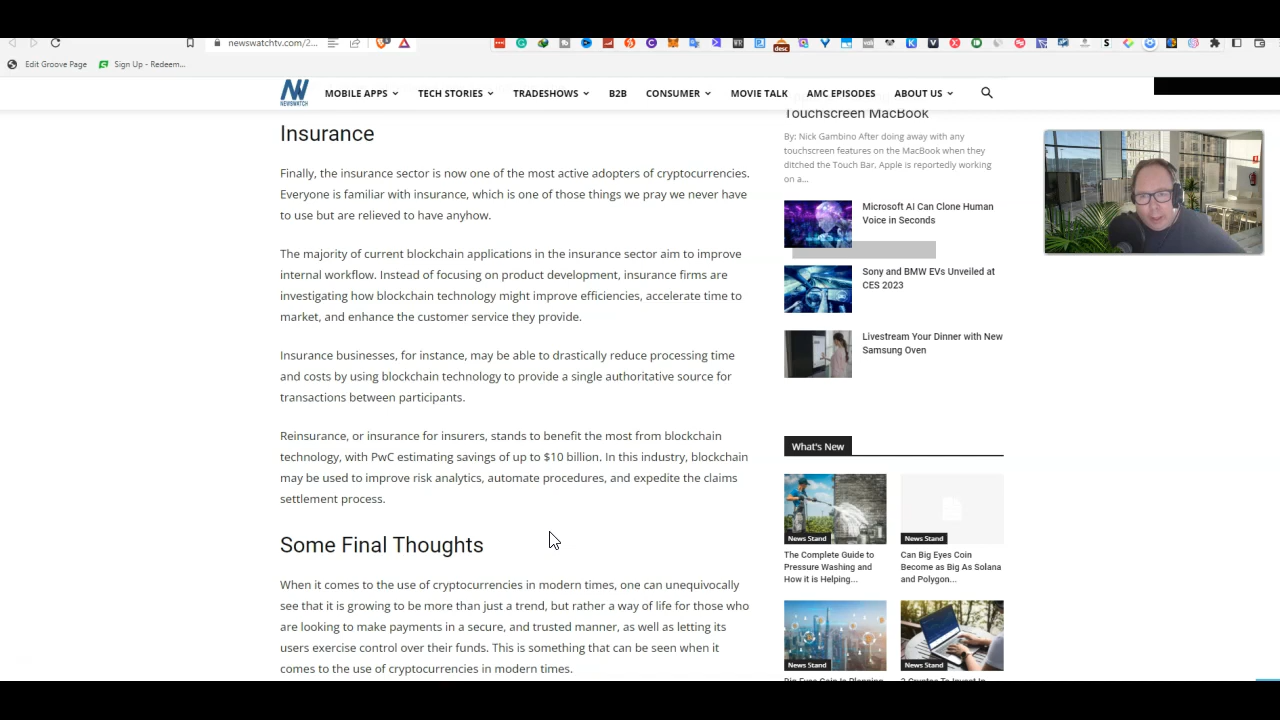 newswatchtv.com/2...
desc
Edit Groove Page
Sign Up - Redeem...
NEWSWATCH
MOBILE APPS
TECH STORIES
TRADESHOWS
B2B
CONSUMER
MOVIE TALK
AMC EPISODES
ABOUT US
Insurance
Finally, the insurance sector is now one of the most active adopters of cryptocurrencies.
Everyone is familiar with insurance, which is one of those things we pray we never have
to use but are relieved to have anyhow.
The majority of current blockchain applications in the insurance sector aim to improve
internal workflow. Instead of focusing on product development, insurance firms are
investigating how blockchain technology might improve efficiencies, accelerate time to
market, and enhance the customer service they provide.
Insurance businesses, for instance, may be able to drastically reduce processing time
and costs by using blockchain technology to provide a single authoritative source for
transactions between participants.
Reinsurance, or insurance for insurers, stands to benefit the most from blockchain
technology, with PwC estimating savings of up to $10 billion. In this industry, blockchain
may be used to improve risk analytics, automate procedures, and expedite the claims
settlement process.
Some Final Thoughts
When it comes to the use of cryptocurrencies in modern times, one can unequivocally
see that it is growing to be more than just a trend, but rather a way of life for those who
are looking to make payments in a secure, and trusted manner, as well as letting its
users exercise control over their funds. This is something that can be seen when it
comes to the use of cryptocurrencies in modern times.
Touchscreen MacBook
By: Nick Gambino After doing away with any
touchscreen features on the MacBook when they
ditched the Touch Bar, Apple is reportedly working
on a...
Microsoft AI Can Clone Human
Voice in Seconds
Sony and BMW EVs Unveiled at
CES 2023
Livestream Your Dinner with New
Samsung Oven
What's New
News Stand
The Complete Guide to
Pressure Washing and
How it is Helping...
News Stand
Can Big Eyes Coin
Become as Big As Solana
and Polygon...
News Stand
News Stand